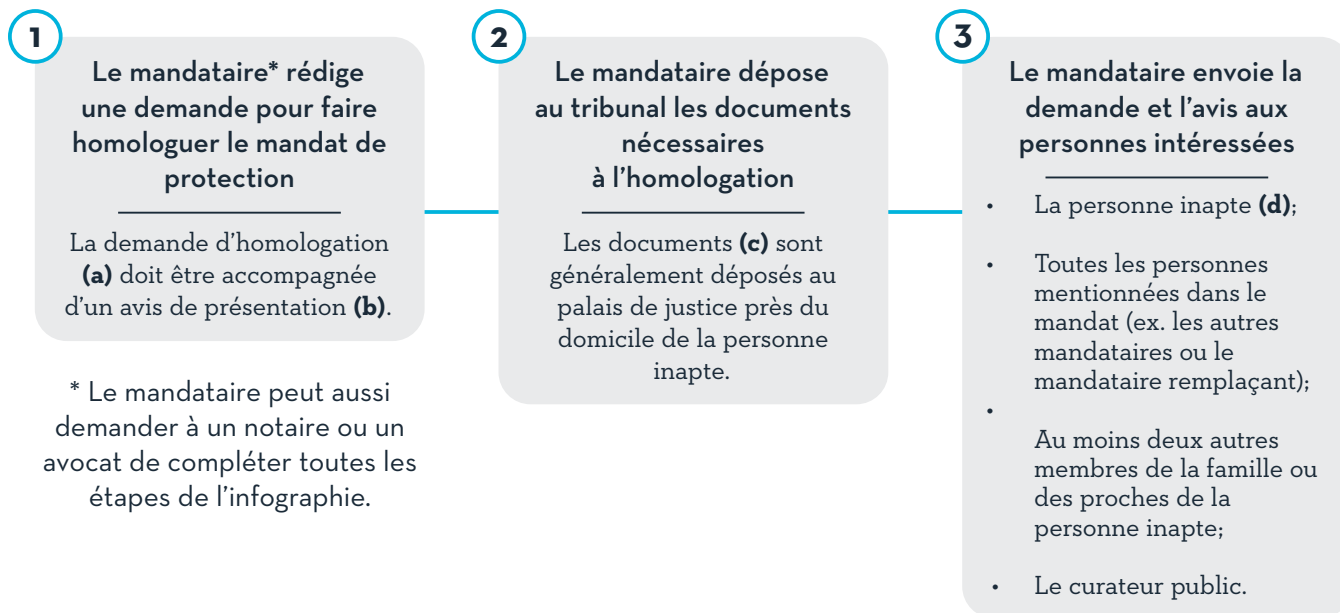 1
Le mandataire* rédige
une demande pour faire
homologuer le mandat de
protection
La demande d'homologation
(a) doit être accompagnée
d'un avis de présentation (b).
* Le mandataire peut aussi
demander à un notaire ou un
avocat de compléter toutes les
étapes de l'infographie.
2
Le mandataire dépose
au tribunal les documents
nécessaires
à l'homologation
Les documents (c) sont
généralement déposés au
palais de justice près du
domicile de la personne
inapte.
3
Le mandataire envoie la
demande et l'avis aux
personnes intéressées
• La personne inapte (d);
• Toutes les personnes
mentionnées dans le
mandat (ex. les autres
mandataires ou le
mandataire remplaçant);
•
Au moins deux autres
membres de la famille ou
des proches de la
personne inapte;
• Le curateur public.